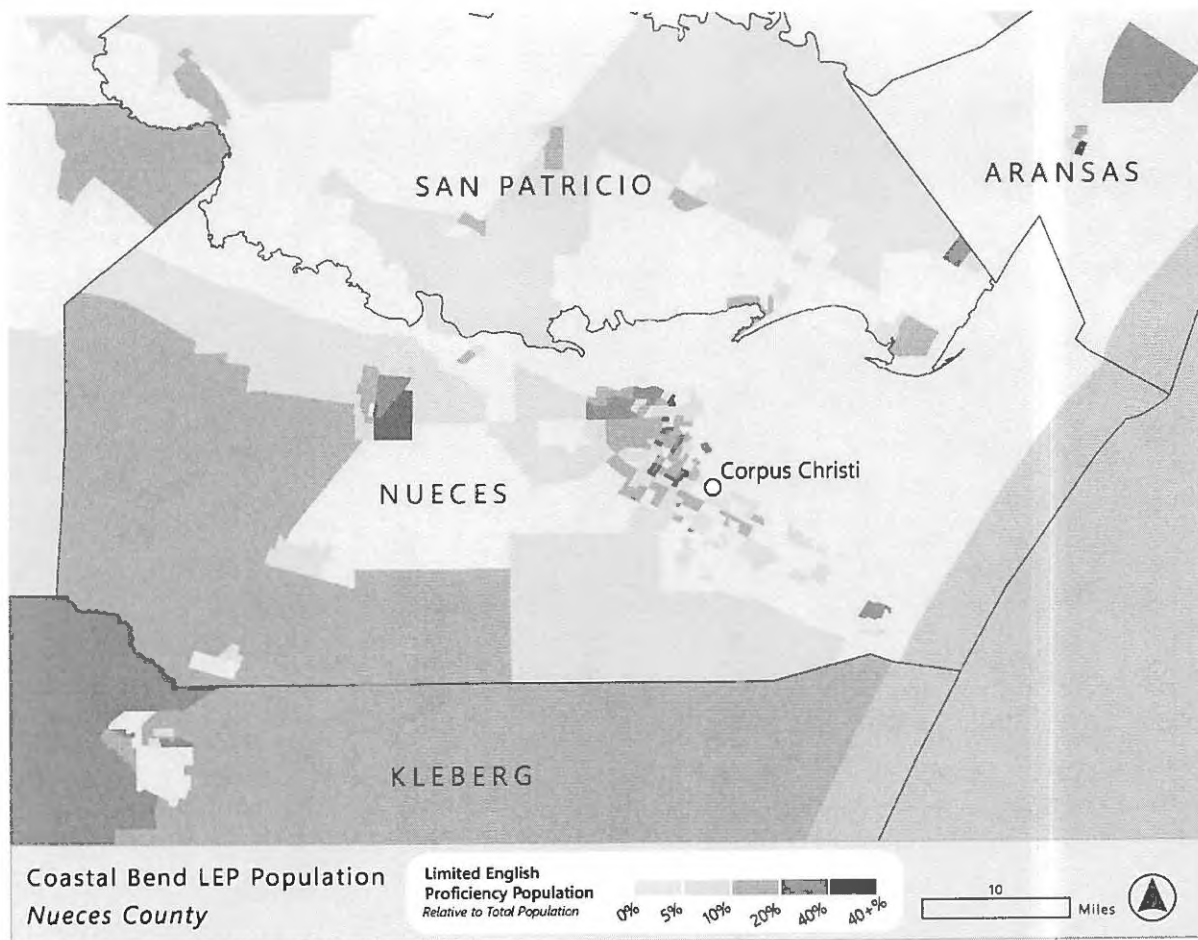 SAN PATRICIO
ARANSAS
Corpus Christi
NUECES
KLEBERG
Coastal Bend LEP Population
Nueces County
Limited English
Proficiency Population
Relative to Total Population
0% 5% 10% 20% 40% 40+%
10
Miles